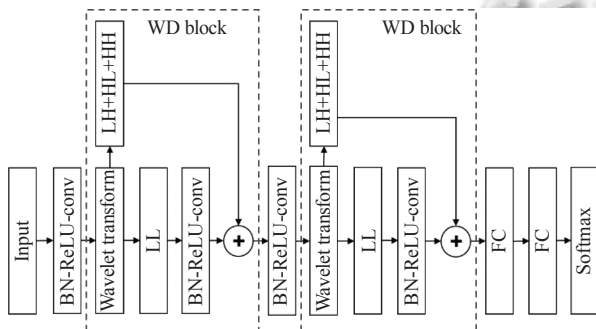 WD block
WD block
LH+HL+HH
LH+HL+HH
Input
BN-ReLU-conv
Wavelet transform
LL
BN-ReLU-conv
+
BN-ReLU-conv
Wavelet transform
LL
BN-ReLU-conv
+
FC
FC
Softmax